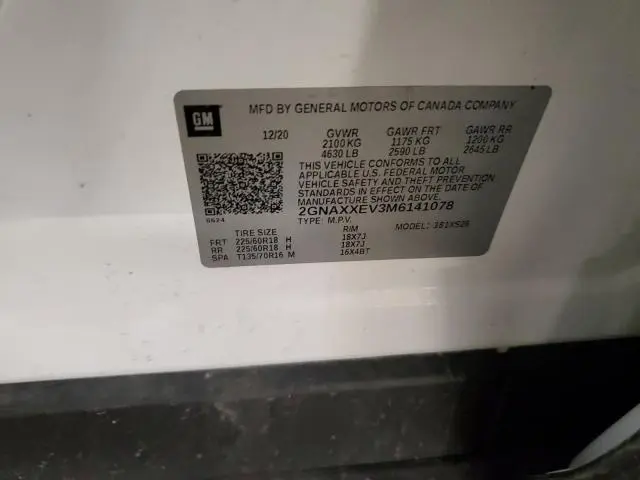 GM
MFD BY GENERAL MOTORS OF CANADA COMPANY
12/20 GVWR GAWR FRT GAWR RR
2100 KG 1175 KG 1200 KG
4630 LB 2590 LB 2645 LB
THIS VEHICLE CONFORMS TO ALL
APPLICABLE U.S. FEDERAL MOTOR
VEHICLE SAFETY AND THEFT
STANDARDS IN EFFECT ON THE DATE OF
MANUFACTURE SHOWN ABOVE.
2GNAXXEV3M6141078
TYPE: M.P.V. MODEL:
0624
TIRE SIZE RIM
FRT 225/60R18 H 18X7J
RR 225/60R18 H 18X7J
SPA T135/70R16 M 16X4BT